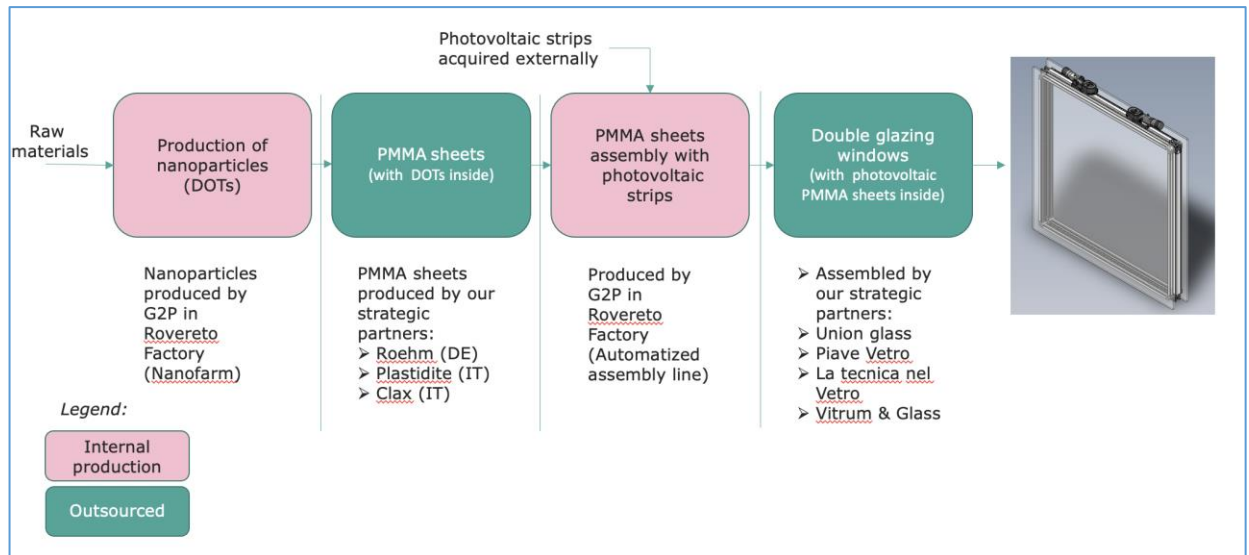 Photovoltaic strips
acquired externally
Raw
materials
Production of
nanoparticles
(DOTs)
PMMA sheets
(with DOTs inside)
PMMA sheets
assembly with
photovoltaic
strips
Double glazing
windows
(with photovoltaic
PMMA sheets inside)
Nanoparticles
produced by
G2P in
Rovereto
Factory
(Nanofarm)
PMMA sheets
produced by our
strategic
partners:
➢ Roehm (DE)
➢ Plastidite (IT)
➢ Clax (IT)
Produced by
G2P in
Rovereto
Factory
(Automatized
assembly line)
➢ Assembled by
our strategic
partners:
➢ Union glass
➢ Piave Vetro
➢ La tecnica nel
Vetro
➢ Vitrum & Glass
Legend:
Internal
production
Outsourced